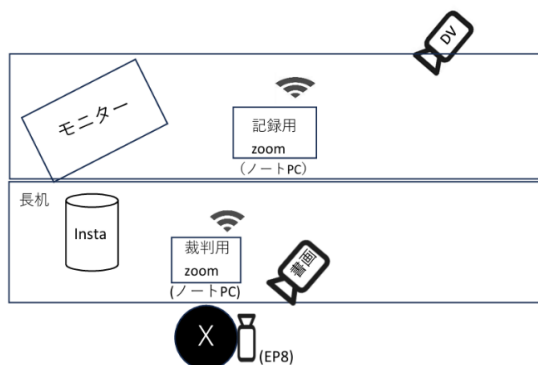 DV
モニター
記録用
zoom
(ノートPC)
長机
Insta
裁判用
zoom
(ノートPC)
書画
X
(EP8)